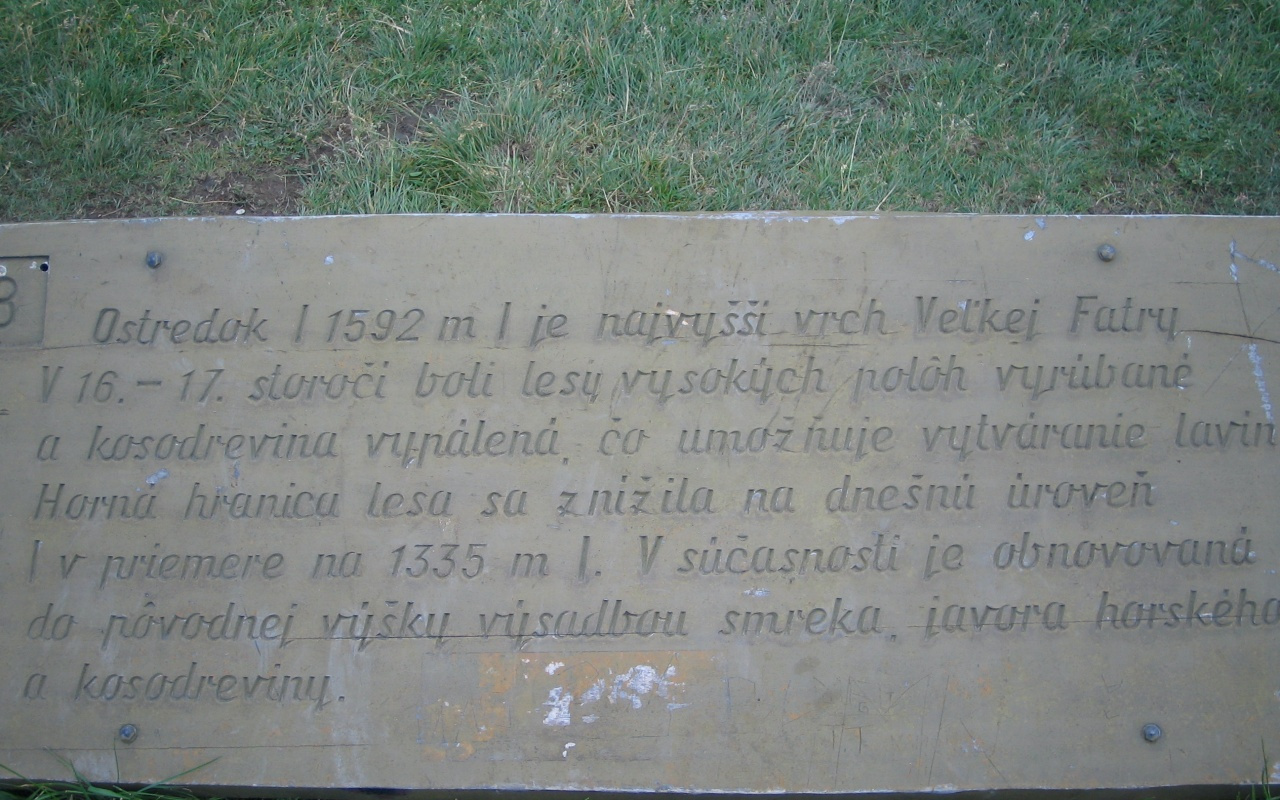 8
Ostredok | 1592 m | je najvyšší vrch Veľkej Fatry
V 16. – 17. storočí boli lesy vysokých polôh vyrúbané
a kosodrevina vypálená, čo umožňuje vytváranie lavín
Horná hranica lesa sa znížila na dnešnú úroveň
| v priemere na 1335 m |. V súčasnosti je obnovovaná
do pôvodnej výšky výsadbou smreka, javora horského
a kosodreviny.